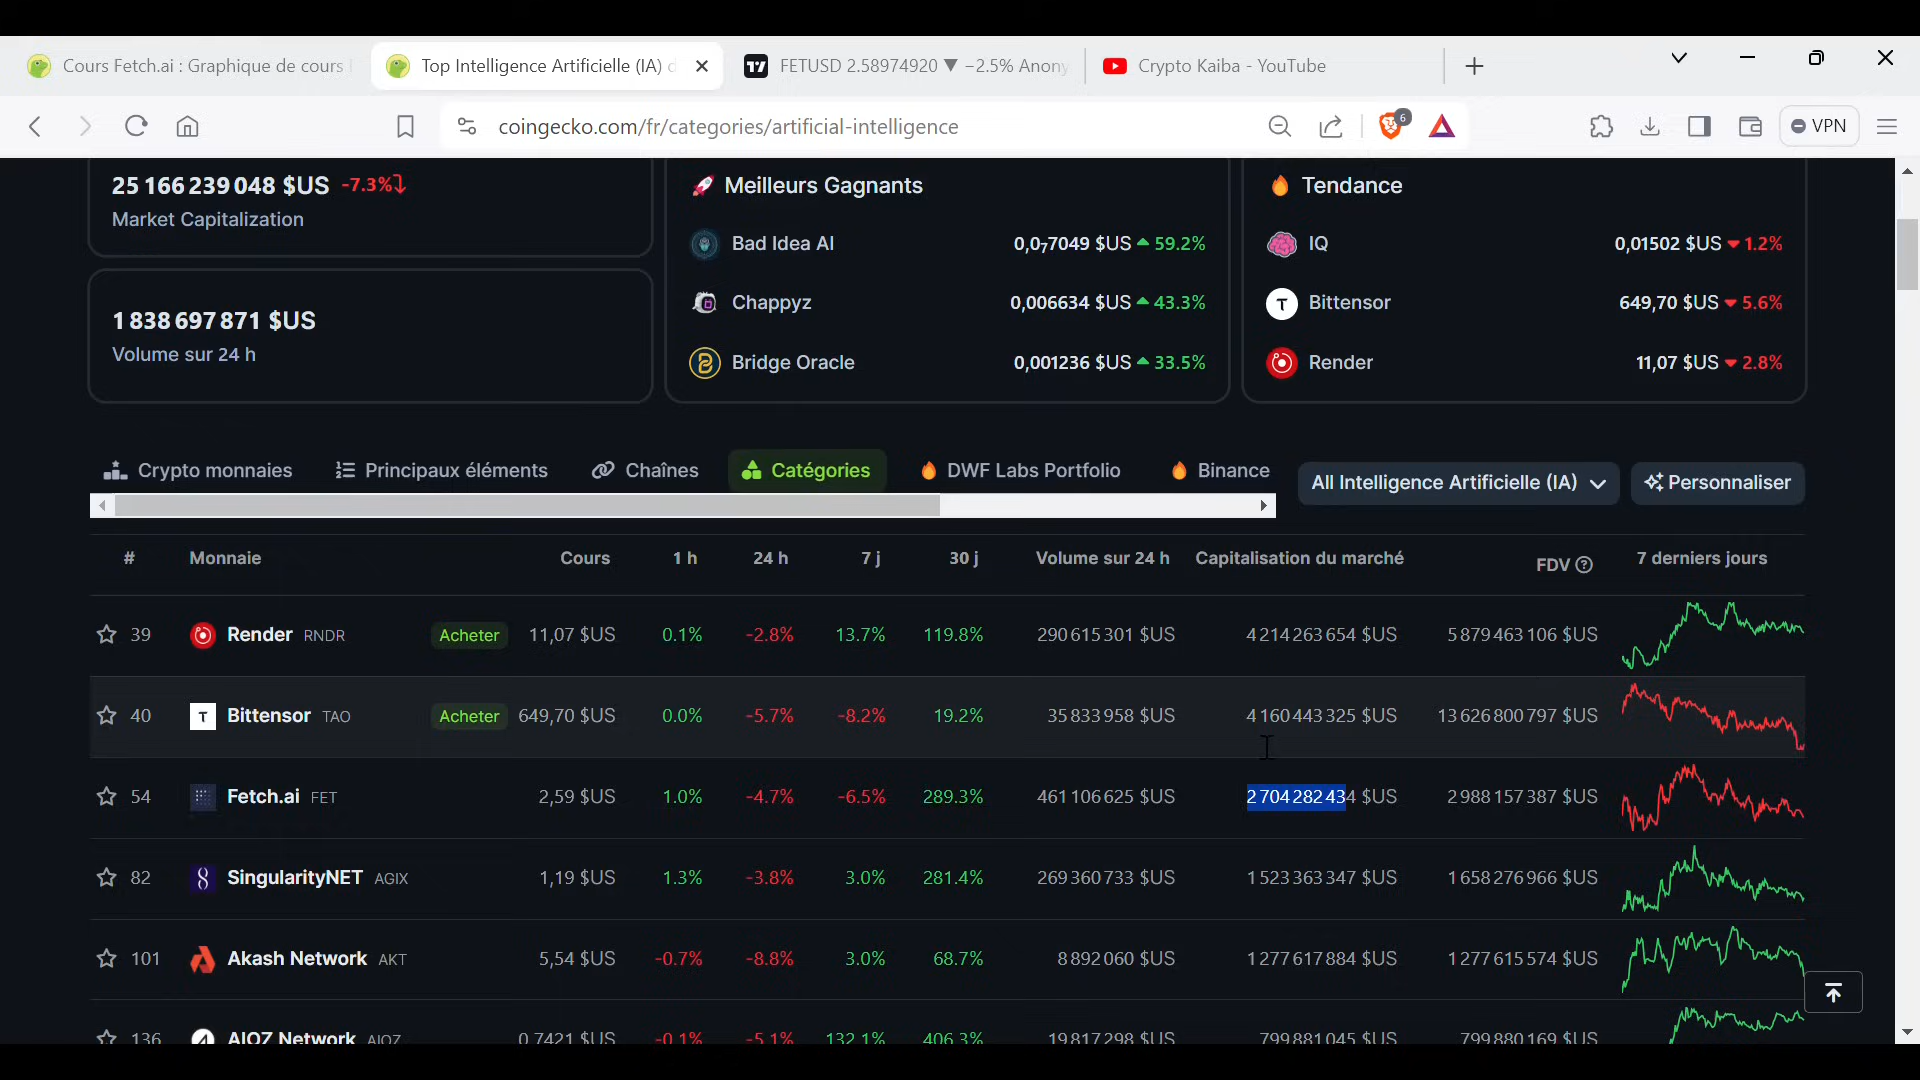 Cours Fetch.ai : Graphique de cours
Top Intelligence Artificielle (IA)
FETUSD 2.58974920 ▼ −2.5% Anony
Crypto Kaiba - YouTube
coingecko.com/fr/categories/artificial-intelligence
6
VPN
25 166 239 048 $US -7.3%
Market Capitalization
1 838 697 871 $US
Volume sur 24 h
🚀 Meilleurs Gagnants
Bad Idea AI 0,0₇7049 $US ▲ 59.2%
Chappyz 0,006634 $US ▲ 43.3%
Bridge Oracle 0,001236 $US ▲ 33.5%
🔥 Tendance
IQ 0,01502 $US ▼ 1.2%
Bittensor 649,70 $US ▼ 5.6%
Render 11,07 $US ▼ 2.8%
Crypto monnaies Principaux éléments Chaînes Catégories 🔥 DWF Labs Portfolio 🔥 Binance All Intelligence Artificielle (IA) Personnaliser
# Monnaie Cours 1 h 24 h 7 j 30 j Volume sur 24 h Capitalisation du marché FDV 7 derniers jours
39 Render RNDR Acheter 11,07 $US 0.1% -2.8% 13.7% 119.8% 290 615 301 $US 4 214 263 654 $US 5 879 463 106 $US
40 Bittensor TAO Acheter 649,70 $US 0.0% -5.7% -8.2% 19.2% 35 833 958 $US 4 160 443 325 $US 13 626 800 797 $US
54 Fetch.ai FET 2,59 $US 1.0% -4.7% -6.5% 289.3% 461 106 625 $US 2 704 282 434 $US 2 988 157 387 $US
82 SingularityNET AGIX 1,19 $US 1.3% -3.8% 3.0% 281.4% 269 360 733 $US 1 523 363 347 $US 1 658 276 966 $US
101 Akash Network AKT 5,54 $US -0.7% -8.8% 3.0% 68.7% 8 892 060 $US 1 277 617 884 $US 1 277 615 574 $US
136 AIOZ Network AIOZ 0,7421 $US -0.1% -5.1% 132.1% 406.3% 19 817 298 $US 799 881 045 $US 799 880 169 $US